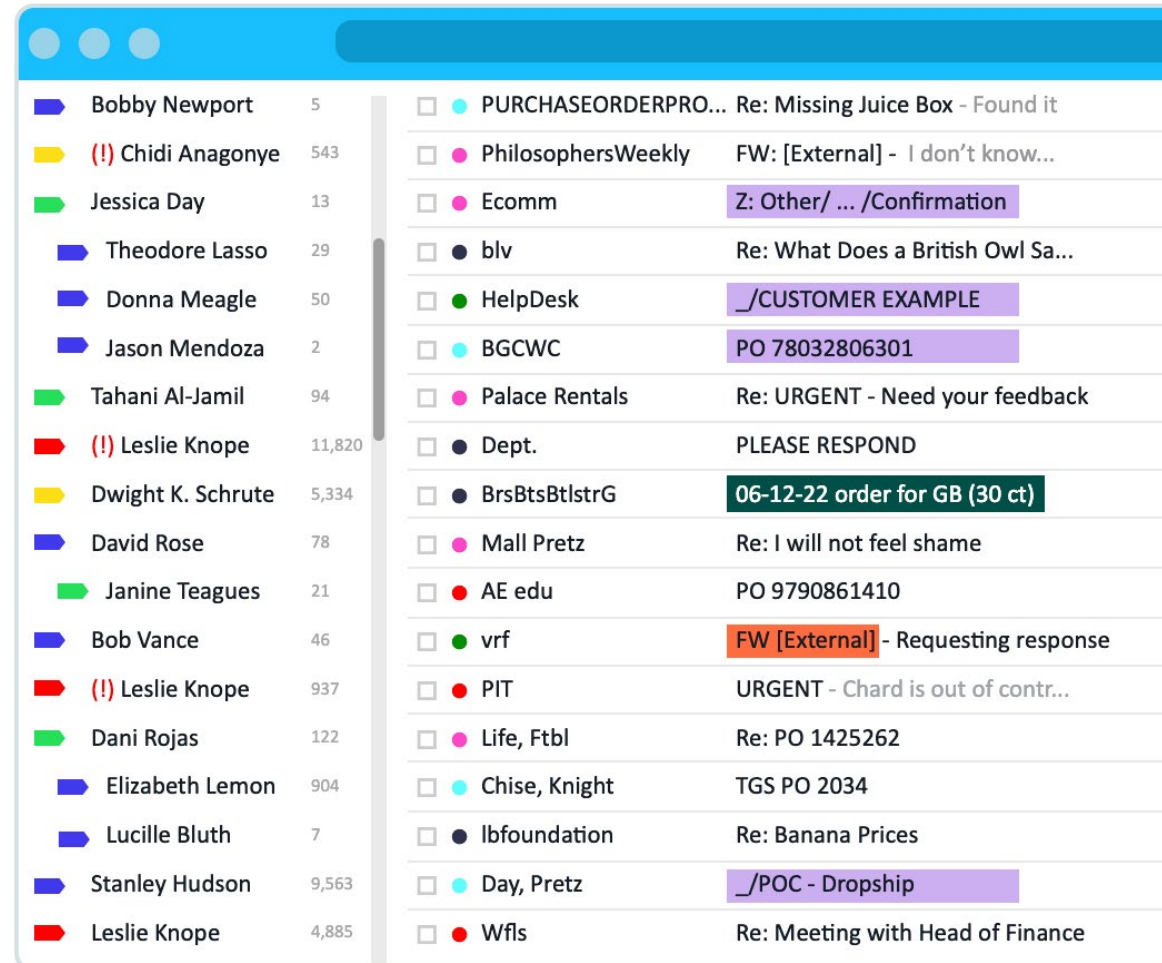 Bobby Newport 5
(!) Chidi Anagonye 543
Jessica Day 13
Theodore Lasso 29
Donna Meagle 50
Jason Mendoza 2
Tahani Al-Jamil 94
(!) Leslie Knope 11,820
Dwight K. Schrute 5,334
David Rose 78
Janine Teagues 21
Bob Vance 46
(!) Leslie Knope 937
Dani Rojas 122
Elizabeth Lemon 904
Lucille Bluth 7
Stanley Hudson 9,563
Leslie Knope 4,885
PURCHASEORDERPRO... Re: Missing Juice Box - Found it
PhilosophersWeekly FW: [External] - I don't know...
Ecomm Z: Other/ ... /Confirmation
blv Re: What Does a British Owl Sa...
HelpDesk _/CUSTOMER EXAMPLE
BGCWC PO 78032806301
Palace Rentals Re: URGENT - Need your feedback
Dept. PLEASE RESPOND
BrsBtsBtlstrG 06-12-22 order for GB (30 ct)
Mall Pretz Re: I will not feel shame
AE edu PO 9790861410
vrf FW [External] - Requesting response
PIT URGENT - Chard is out of contr...
Life, Ftbl Re: PO 1425262
Chise, Knight TGS PO 2034
lbfoundation Re: Banana Prices
Day, Pretz _/POC - Dropship
Wfls Re: Meeting with Head of Finance